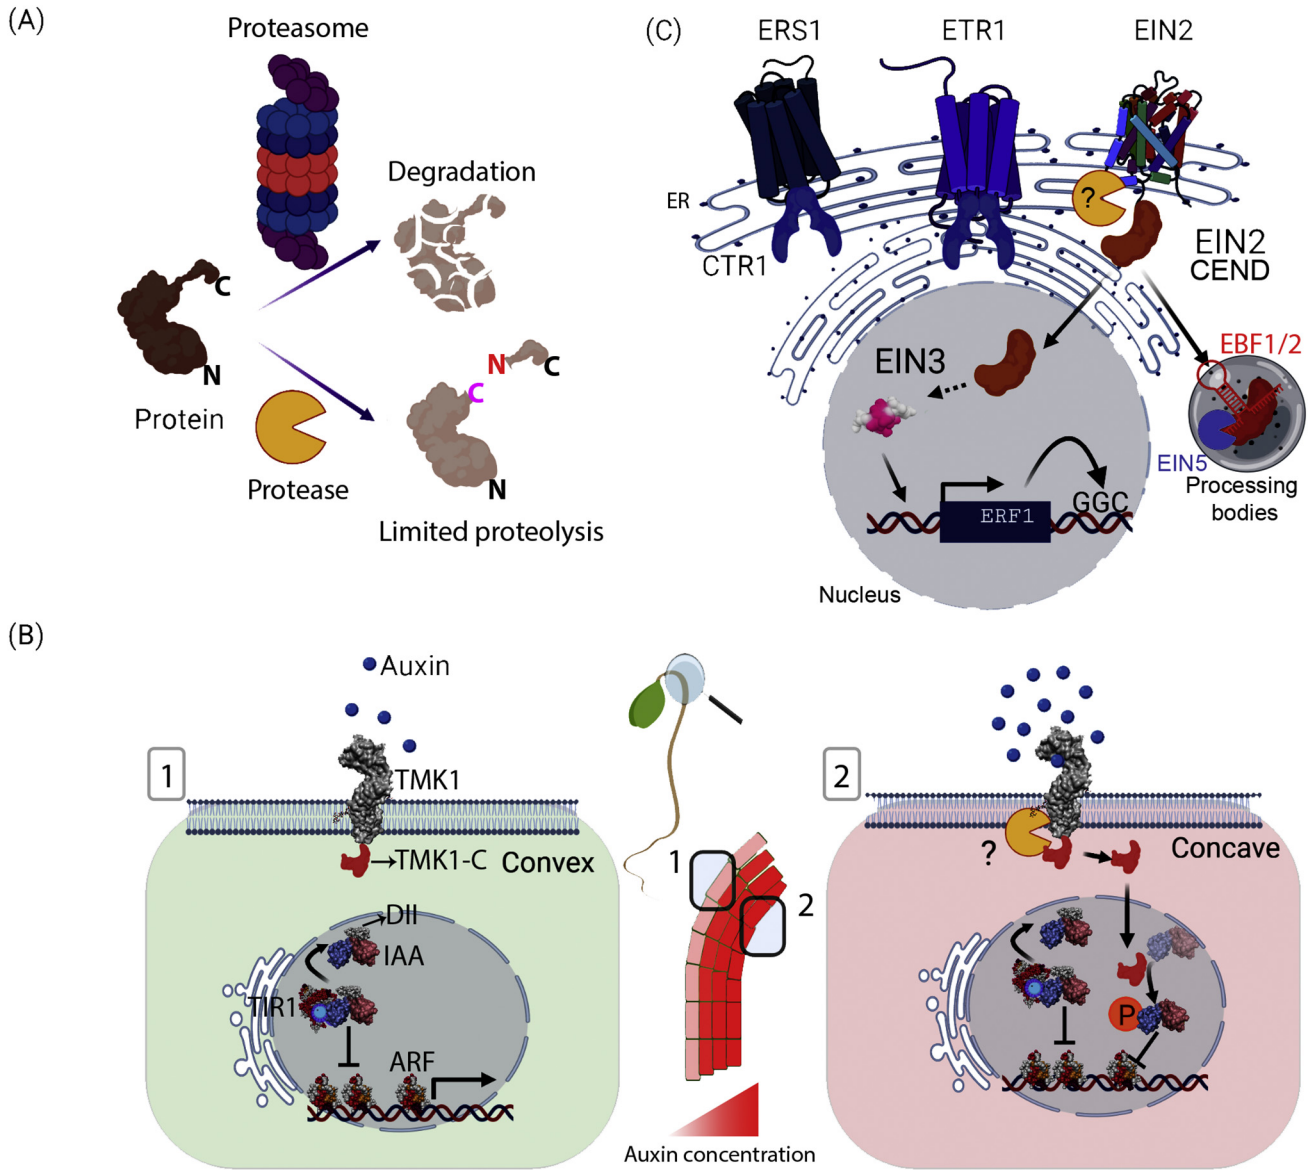 (A)
Proteasome
Degradation
C
N
Protein
N
C
C
N
Protease
Limited proteolysis
(C)
ERS1
ETR1
EIN2
?
ER
CTR1
EIN2
CEND
EIN3
EBF1/2
EIN5
Processing
bodies
ERF1
GGC
Nucleus
(B)
Auxin
1
TMK1
TMK1-C
Convex
DII
IAA
TIR1
ARF
1
2
Auxin concentration
2
?
Concave
P